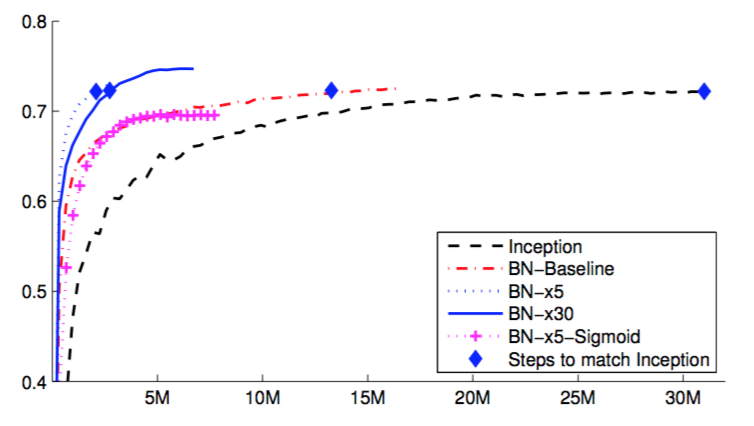 0.8
0.7
0.6
0.5
0.4
5M 10M 15M 20M 25M 30M
Inception
BN−Baseline
BN−x5
BN−x30
BN−x5−Sigmoid
Steps to match Inception